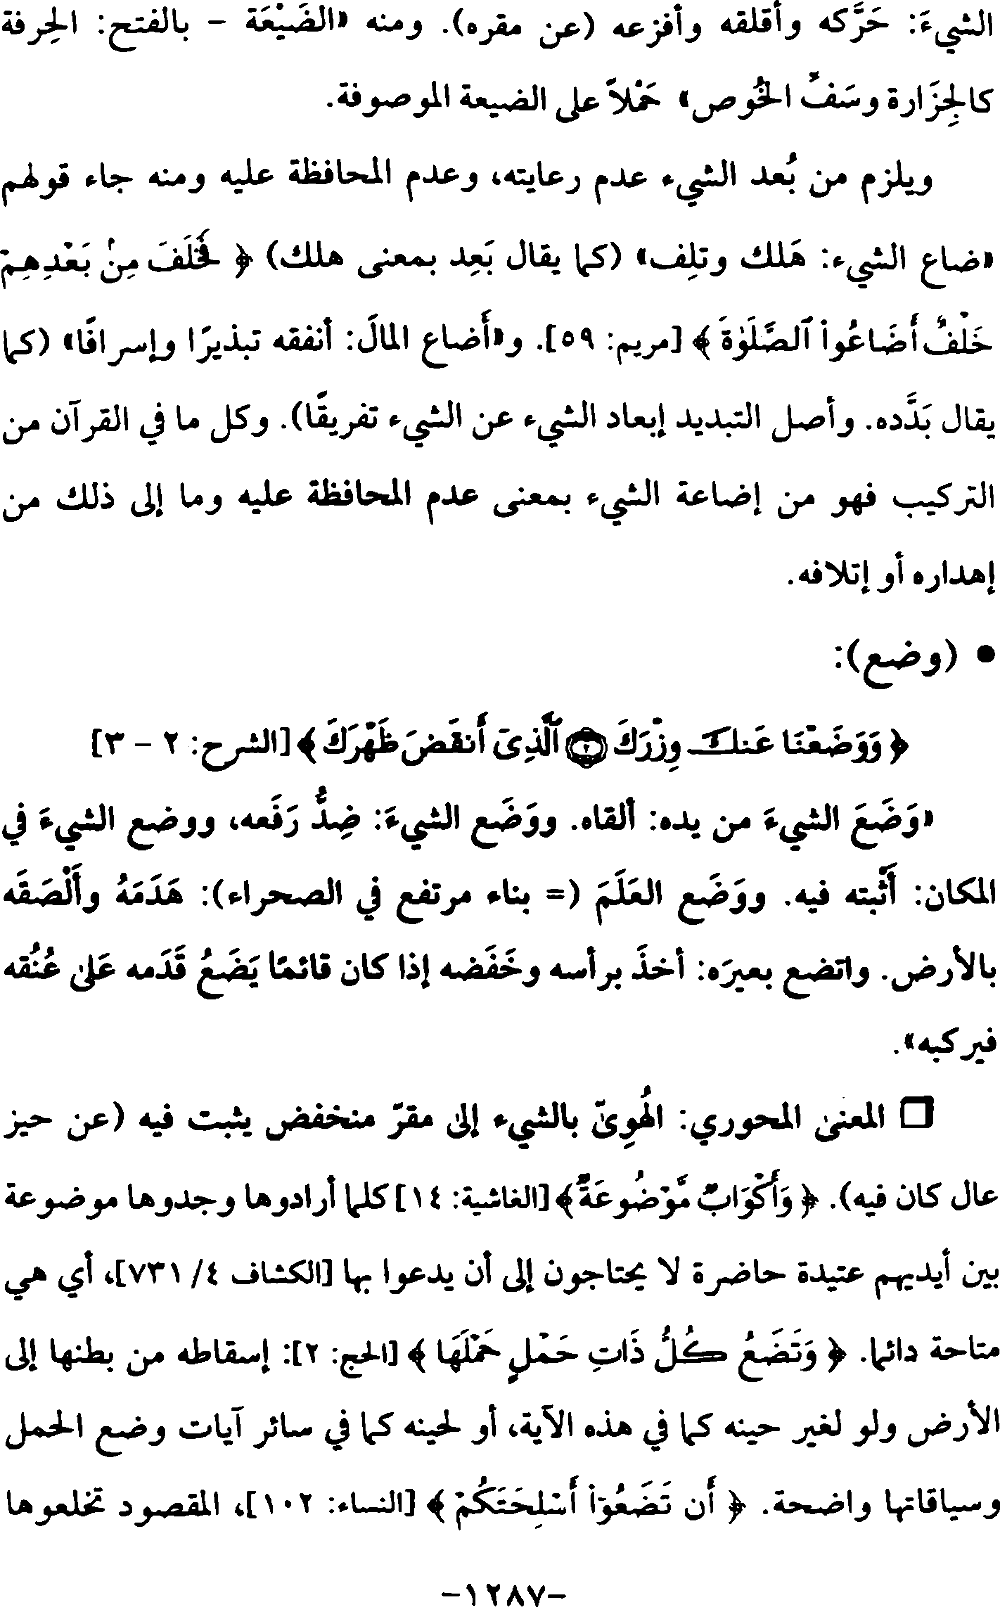 الشيءَ: حَرَّكه وأقلقه وأفزعه (عن مقره). ومنه «الضَيْعَة – بالفتح: الحِرفة
كالجِزَارة وسَفِّ الخُوص» حَمْلاً على الضيعة الموصوفة.
ويلزم من بُعد الشيء عدم رعايته، وعدم المحافظة عليه ومنه جاء قولهم
«ضاع الشيء: هَلك وتلِف» (كما يقال بَعِد بمعنى هلك) ﴿ فَخَلَفَ مِنۢ بَعْدِهِمْ
خَلْفٌ أَضَاعُوا۟ ٱلصَّلَوٰةَ ﴾ [مريم: ٥٩]. و«أَضاع المالَ: أنفقه تبذيرًا وإسرافًا» (كما
يقال بَدَّده. وأصل التبديد إبعاد الشيء عن الشيء تفريقًا). وكل ما في القرآن من
التركيب فهو من إضاعة الشيء بمعنى عدم المحافظة عليه وما إلى ذلك من
إهداره أو إتلافه.
• (وضع):
﴿ وَوَضَعْنَا عَنكَ وِزْرَكَ ۝٢ ٱلَّذِىٓ أَنقَضَ ظَهْرَكَ ﴾ [الشرح: ٢ – ٣]
«وَضَعَ الشيءَ من يده: ألقاه. ووَضَع الشيءَ: ضِدُّ رَفَعه، ووضع الشيءَ في
المكان: أَثْبته فيه. ووَضَع العَلَمَ (= بناء مرتفع في الصحراء): هَدَمَهُ وأَلْصَقَه
بالأرض. واتضع بعيرَه: أخذَ برأسه وخَفَضه إذا كان قائمًا يَضَعُ قَدَمه عَلىٰ عُنُقه
فيركبه».
□ المعنىٰ المحوري: الهُوِىّ بالشيء إلىٰ مقرّ منخفض يثبت فيه (عن حيز
عال كان فيه). ﴿ وَأَكْوَابٌ مَّوْضُوعَةٌ ﴾ [الغاشية: ١٤] كلما أرادوها وجدوها موضوعة
بين أيديهم عتيدة حاضرة لا يحتاجون إلى أن يدعوا بها [الكشاف ٤/ ٧٣١]، أي هي
متاحة دائما. ﴿ وَتَضَعُ كُلُّ ذَاتِ حَمْلٍ حَمْلَهَا ﴾ [الحج: ٢]: إسقاطه من بطنها إلى
الأرض ولو لغير حينه كما في هذه الآية، أو لحينه كما في سائر آيات وضع الحمل
وسياقاتها واضحة. ﴿ أَن تَضَعُوٓا۟ أَسْلِحَتَكُمْ ﴾ [النساء: ١٠٢]، المقصود تخلعوها
–١٢٨٧–